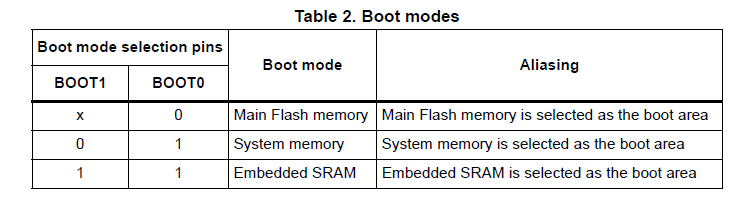 Table 2. Boot modes
Boot mode selection pins
Boot mode
Aliasing
BOOT1
BOOT0
x
0
Main Flash memory
Main Flash memory is selected as the boot area
0
1
System memory
System memory is selected as the boot area
1
1
Embedded SRAM
Embedded SRAM is selected as the boot area